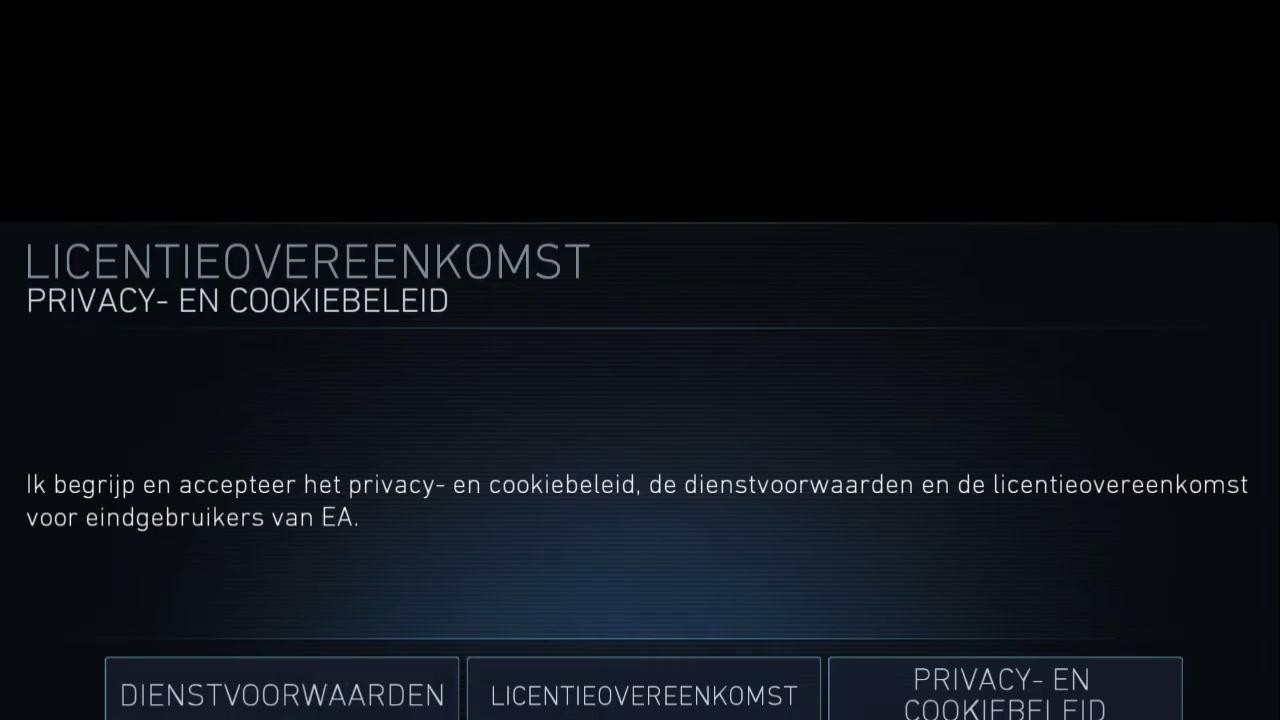 LICENTIEOVEREENKOMST
PRIVACY- EN COOKIEBELEID
Ik begrijp en accepteer het privacy- en cookiebeleid, de dienstvoorwaarden en de licentieovereenkomst
voor eindgebruikers van EA.
DIENSTVOORWAARDEN
LICENTIEOVEREENKOMST
PRIVACY- EN
COOKIEBELEID